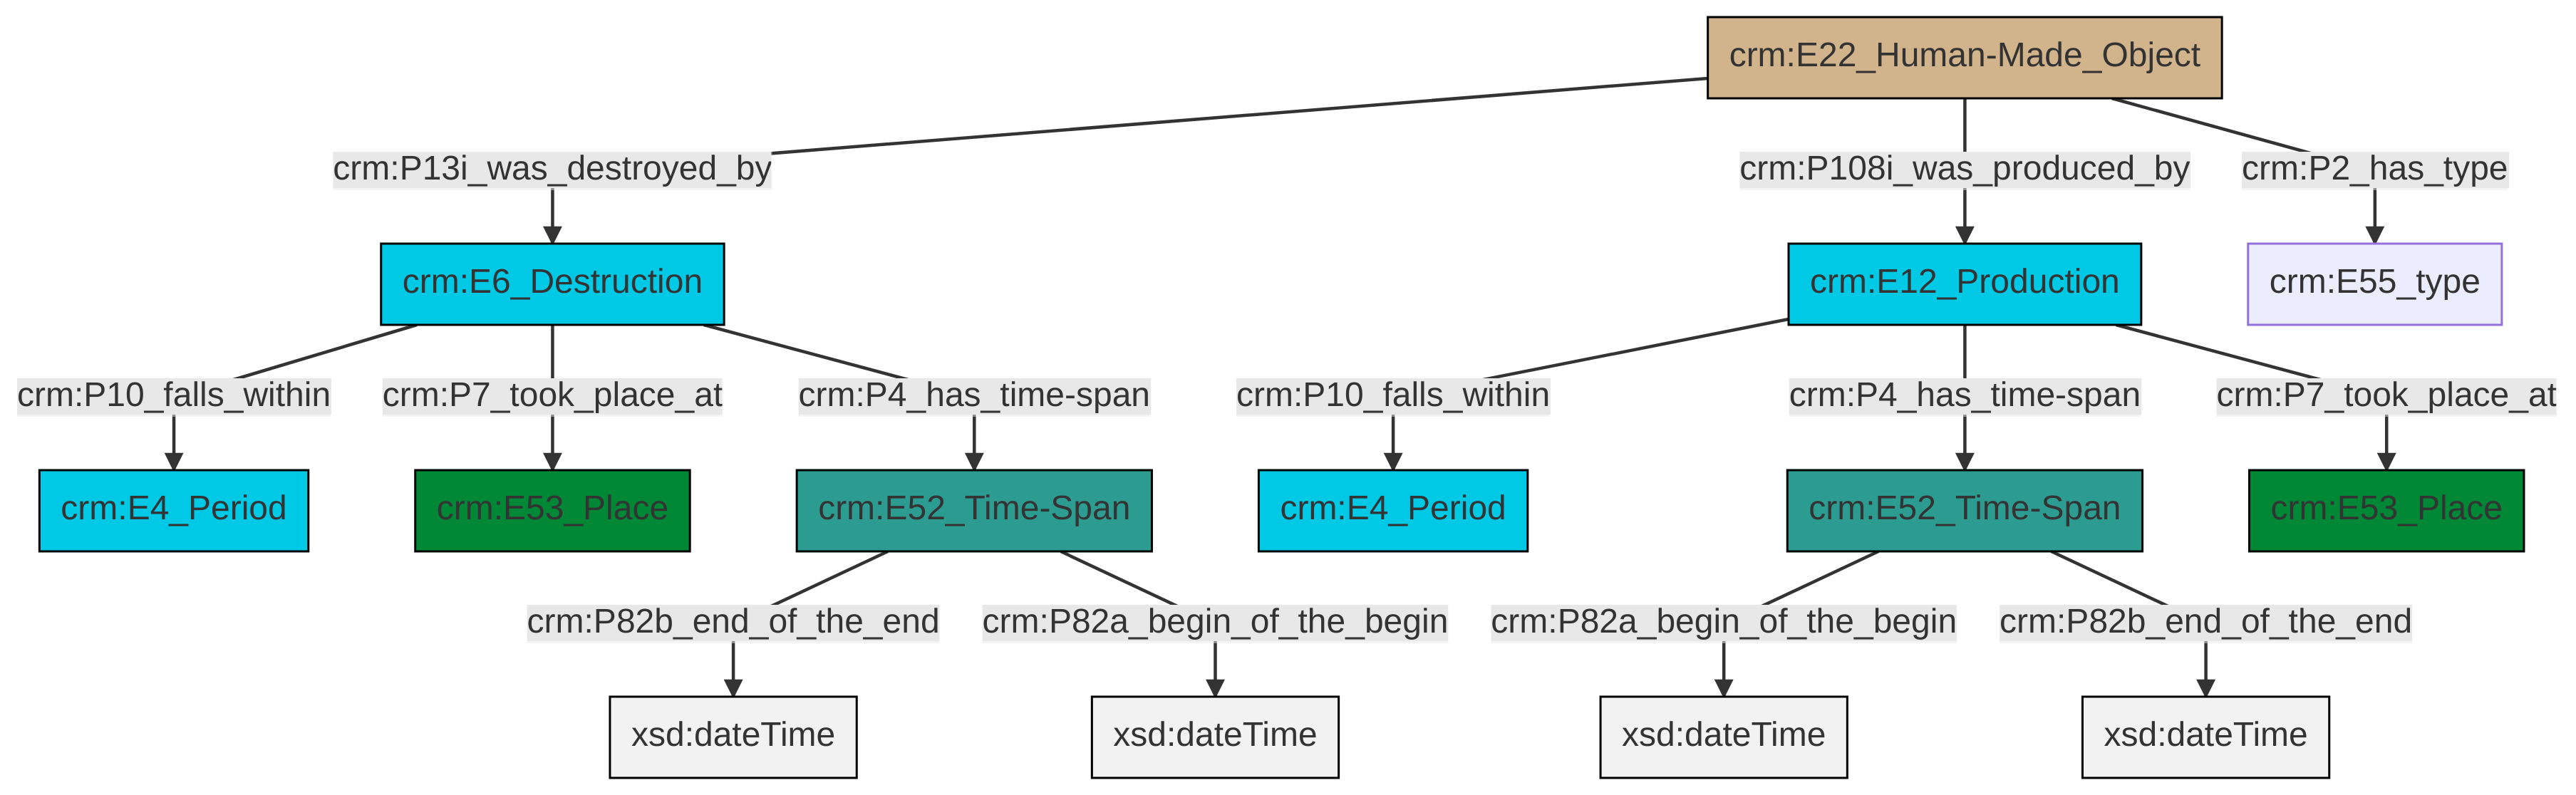 crm:E22_Human-Made_Object
crm:P13i_was_destroyed_by
crm:P108i_was_produced_by
crm:P2_has_type
crm:E6_Destruction
crm:E12_Production
crm:E55_type
crm:P10_falls_within
crm:P7_took_place_at
crm:P4_has_time-span
crm:P10_falls_within
crm:P4_has_time-span
crm:P7_took_place_at
crm:E4_Period
crm:E53_Place
crm:E52_Time-Span
crm:E4_Period
crm:E52_Time-Span
crm:E53_Place
crm:P82b_end_of_the_end
crm:P82a_begin_of_the_begin
crm:P82a_begin_of_the_begin
crm:P82b_end_of_the_end
xsd:dateTime
xsd:dateTime
xsd:dateTime
xsd:dateTime